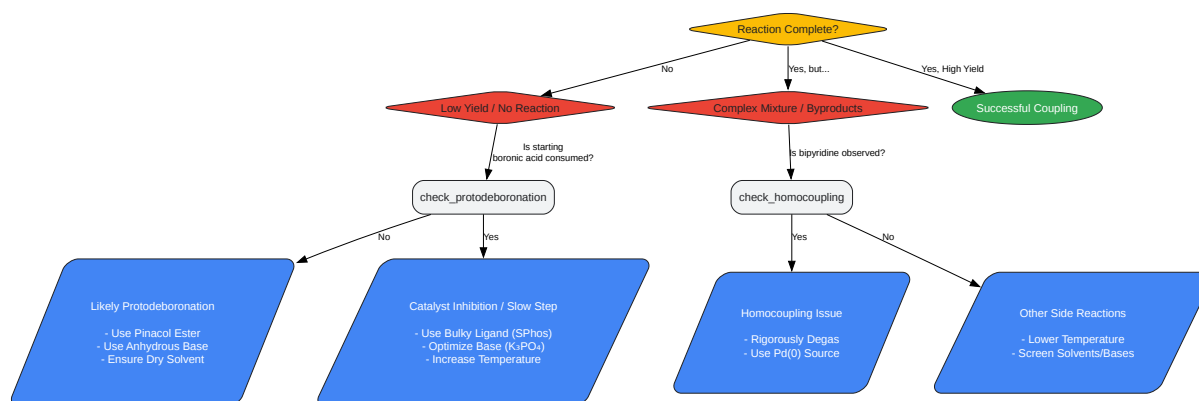 Reaction Complete?
No
Yes, but...
Yes, High Yield
Low Yield / No Reaction
Complex Mixture / Byproducts
Successful Coupling
Is starting
boronic acid consumed?
Is bipyridine observed?
check_protodeboronation
check_homocoupling
No
Yes
Yes
No
Likely Protodeboronation
- Use Pinacol Ester
- Use Anhydrous Base
- Ensure Dry Solvent
Catalyst Inhibition / Slow Step
- Use Bulky Ligand (SPhos)
- Optimize Base (K₃PO₄)
- Increase Temperature
Homocoupling Issue
- Rigorously Degas
- Use Pd(0) Source
Other Side Reactions
- Lower Temperature
- Screen Solvents/Bases